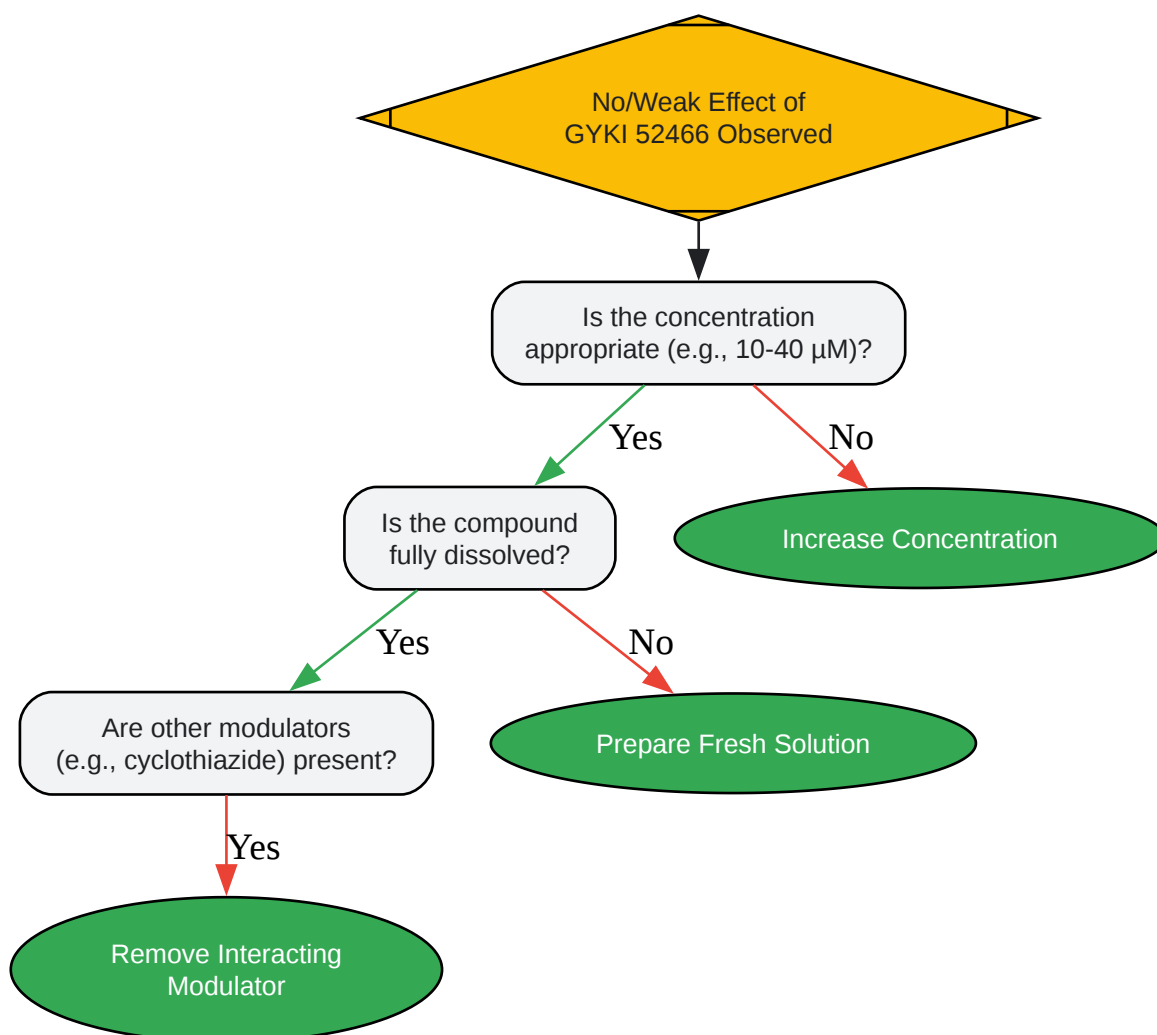 No/Weak Effect of
GYKI 52466 Observed
Is the concentration
appropriate (e.g., 10-40 µM)?
Yes
No
Is the compound
fully dissolved?
Increase Concentration
Yes
No
Are other modulators
(e.g., cyclothiazide) present?
Prepare Fresh Solution
Yes
Remove Interacting
Modulator